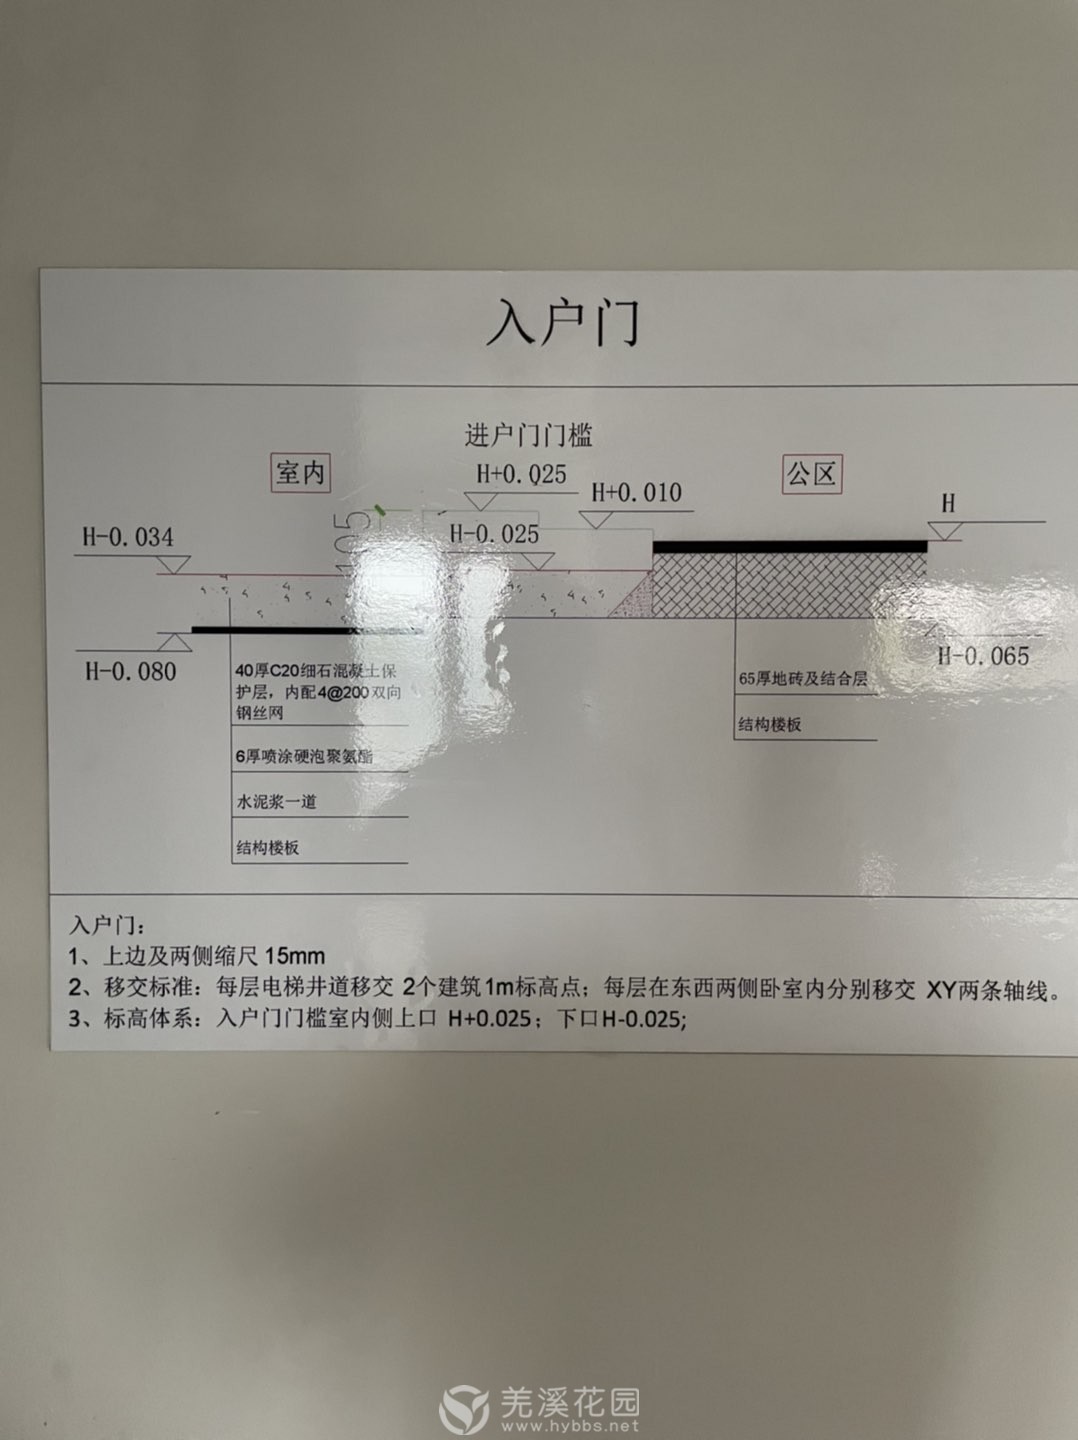 入户门
进户门门槛
室内
H+0.025
H+0.010
公区
H
H-0.034
105
H-0.025
H-0.080
H-0.065
40厚C20细石混凝土保
护层，内配4@200双向
钢丝网
6厚喷涂硬泡聚氨酯
水泥浆一道
结构楼板
65厚地砖及结合层
结构楼板
入户门：
1、上边及两侧缩尺 15mm
2、移交标准：每层电梯井道移交 2个建筑1m标高点；每层在东西两侧卧室内分别移交 XY两条轴线。
3、标高体系：入户门门槛室内侧上口 H+0.025；下口H-0.025;
羌溪花园
www.hybbs.net